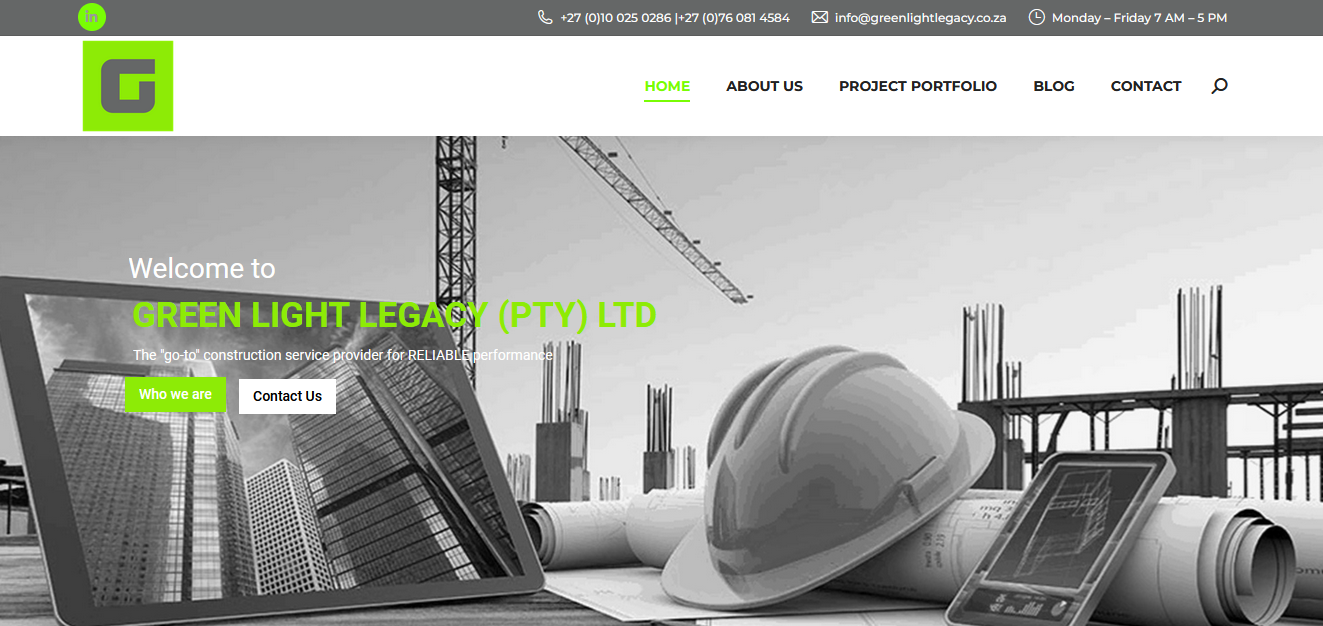 in
+27 (0)10 025 0286 |+27 (0)76 081 4584
info@greenlightlegacy.co.za
Monday – Friday 7 AM – 5 PM
G
HOME
ABOUT US
PROJECT PORTFOLIO
BLOG
CONTACT
Welcome to
GREEN LIGHT LEGACY (PTY) LTD
The "go-to" construction service provider for RELIABLE performance
Who we are
Contact Us